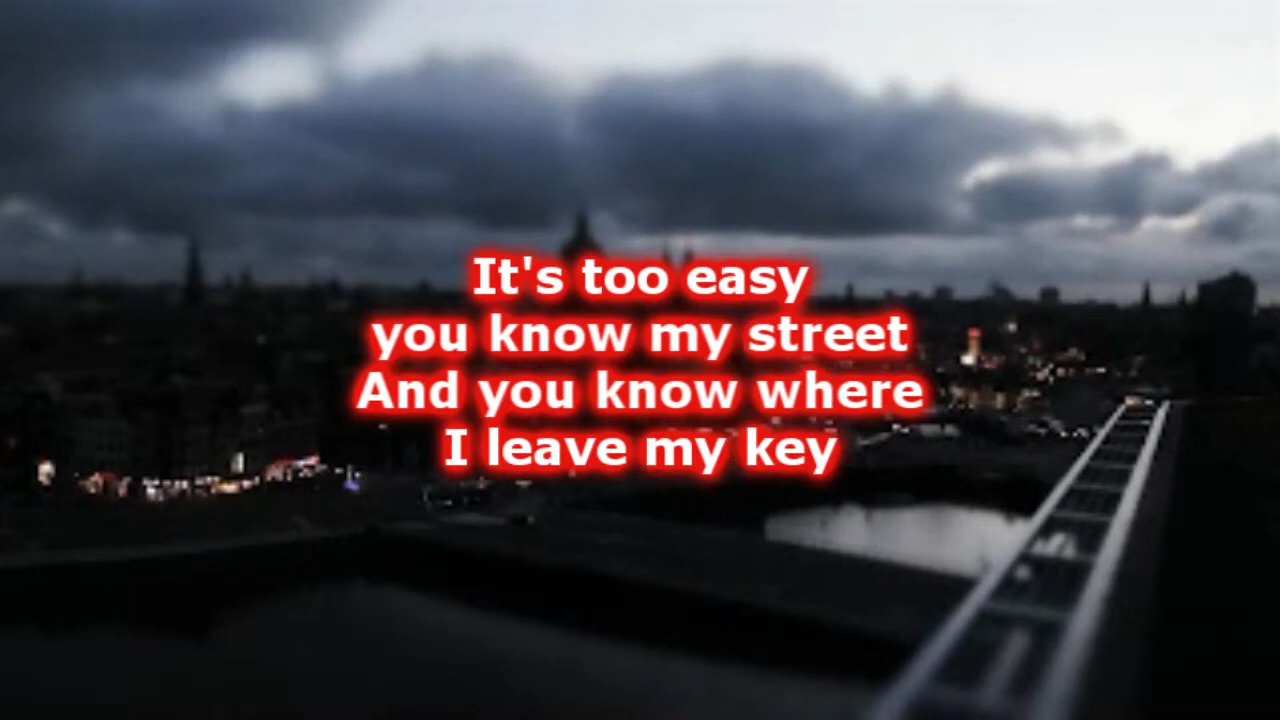 It's too easy
you know my street
And you know where
I leave my key